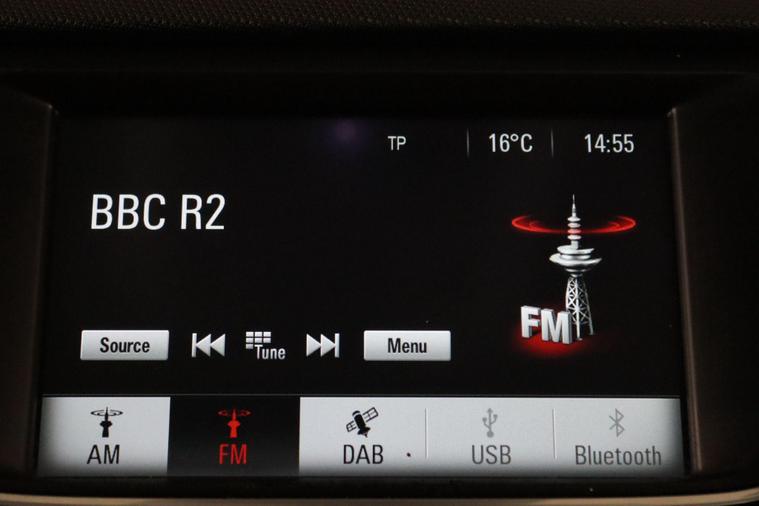 TP 16°C 14:55
BBC R2
FM
Source Tune Menu
AM FM DAB USB Bluetooth